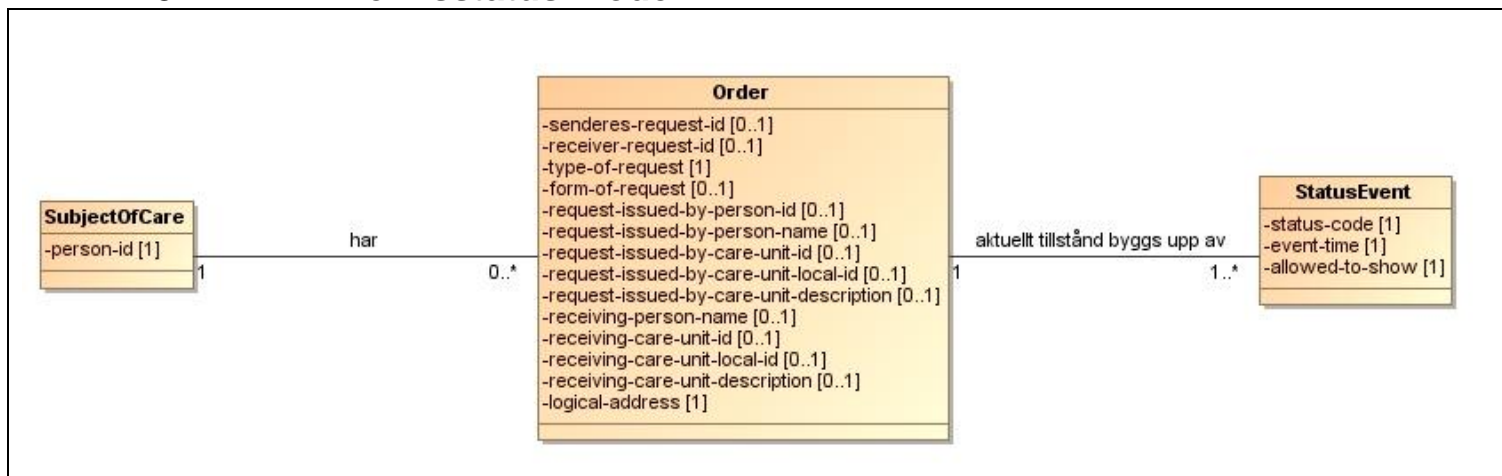 SubjectOfCare
-person-id [1]
1
har
0..*
Order
-senderes-request-id [0..1]
-receiver-request-id [0..1]
-type-of-request [1]
-form-of-request [0..1]
-request-issued-by-person-id [0..1]
-request-issued-by-person-name [0..1]
-request-issued-by-care-unit-id [0..1]
-request-issued-by-care-unit-local-id [0..1]
-request-issued-by-care-unit-description [0..1]
-receiving-person-name [0..1]
-receiving-care-unit-id [0..1]
-receiving-care-unit-local-id [0..1]
-receiving-care-unit-description [0..1]
-logical-address [1]
1
aktuellt tillstånd byggs upp av
1..*
StatusEvent
-status-code [1]
-event-time [1]
-allowed-to-show [1]